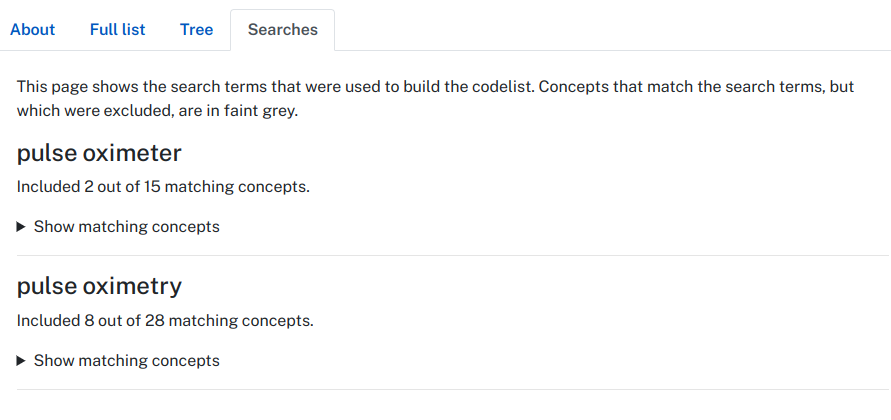 About Full list Tree Searches
This page shows the search terms that were used to build the codelist. Concepts that match the search terms, but
which were excluded, are in faint grey.
pulse oximeter
Included 2 out of 15 matching concepts.
Show matching concepts
pulse oximetry
Included 8 out of 28 matching concepts.
Show matching concepts